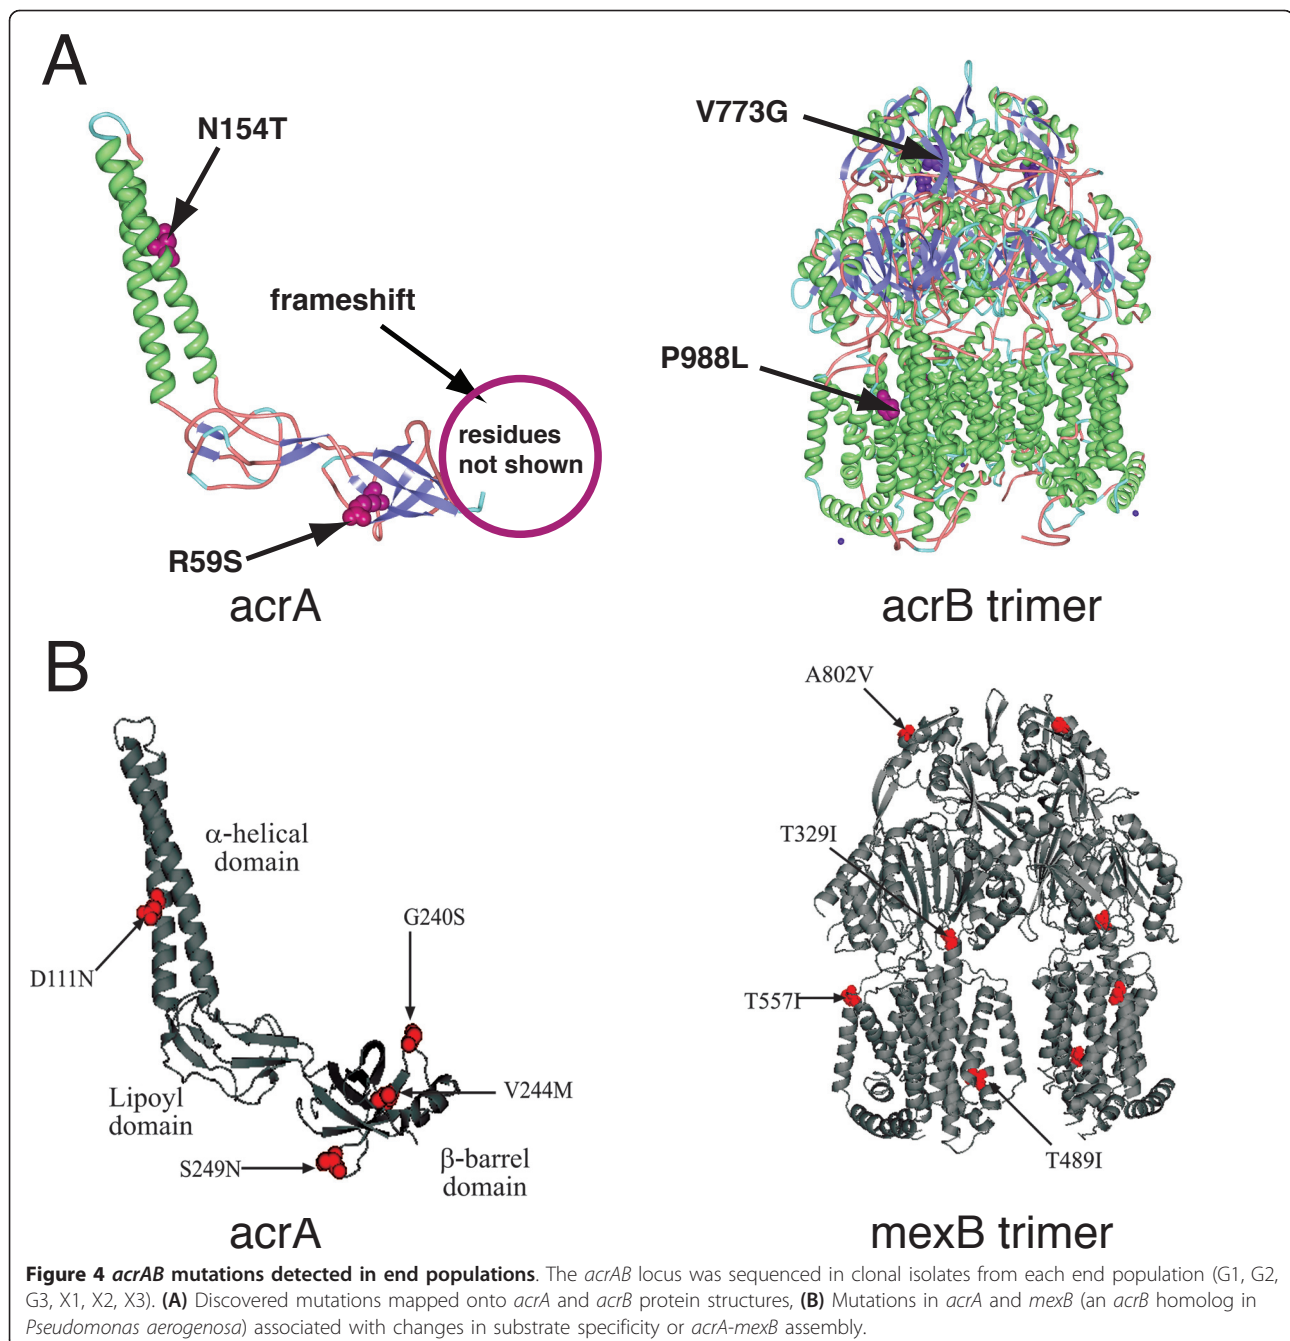 A
N154T
frameshift
residues
not shown
R59S
acrA
V773G
P988L
acrB trimer
B
α-helical
domain
D111N
G240S
Lipoyl
domain
V244M
S249N
β-barrel
domain
acrA
A802V
T329I
T557I
T489I
mexB trimer
Figure 4 acrAB mutations detected in end populations. The acrAB locus was sequenced in clonal isolates from each end population (G1, G2,
G3, X1, X2, X3). (A) Discovered mutations mapped onto acrA and acrB protein structures, (B) Mutations in acrA and mexB (an acrB homolog in
Pseudomonas aerogenosa) associated with changes in substrate specificity or acrA-mexB assembly.